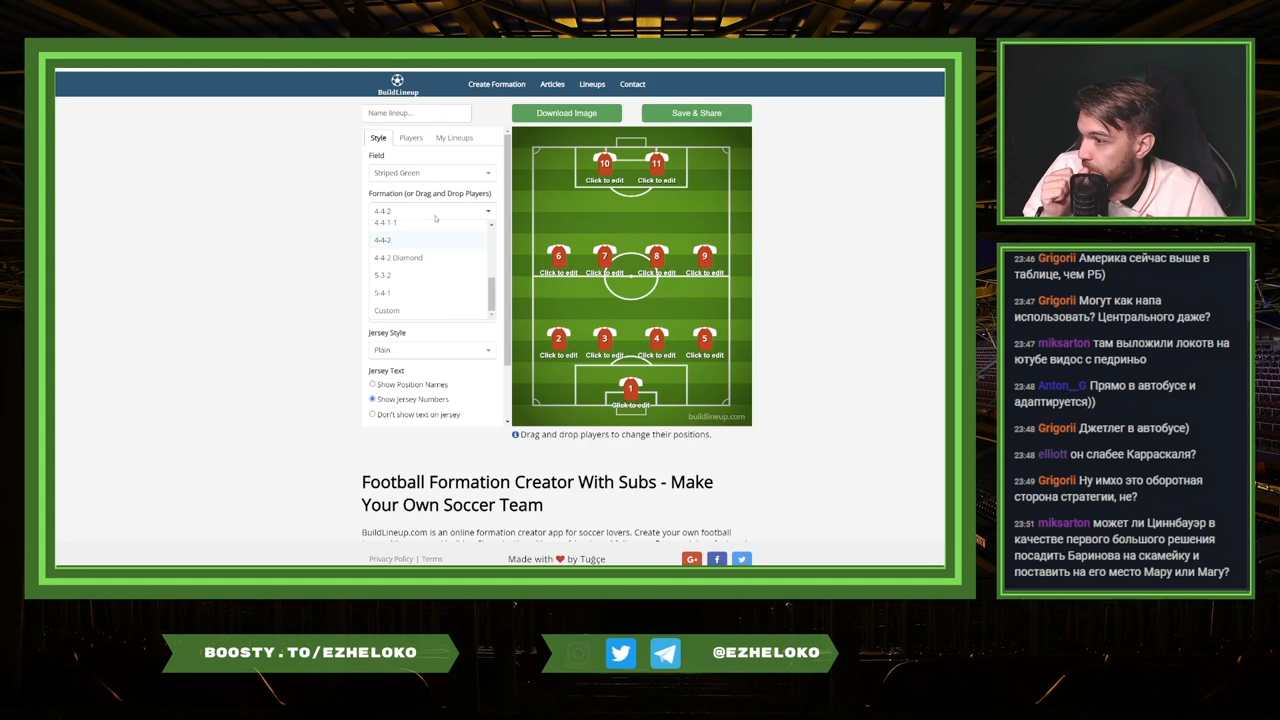 BuildLineup
Create Formation
Articles
Lineups
Contact
Name lineup...
Download Image
Save & Share
Style
Players
My Lineups
Field
Striped Green
Formation (or Drag and Drop Players)
4-4-2
4-4-1-1
4-4-2
4-4-2 Diamond
5-3-2
5-4-1
Custom
Jersey Style
Plain
Jersey Text
Show Position Names
Show Jersey Numbers
Don't show text on jersey
10 11
Click to edit Click to edit
6 7 8 9
Click to edit Click to edit Click to edit Click to edit
2 3 4 5
Click to edit Click to edit Click to edit Click to edit
1
Click to edit
buildlineup.com
Drag and drop players to change their positions.
Football Formation Creator With Subs - Make
Your Own Soccer Team
BuildLineup.com is an online formation creator app for soccer lovers. Create your own football
Privacy Policy | Terms
Made with ❤ by Tuğçe
G+
23:46 Grigorii Америка сейчас выше в
таблице, чем РБ)
23:47 Grigorii Могут как напа
использовать? Центрального даже?
23:47 miksarton там выложили локотв на
ютубе видос с педриньо
23:48 Anton__G Прямо в автобусе и
адаптируется))
23:48 Grigorii Джетлег в автобусе)
23:48 elliott он слабее Карраскаля?
23:49 Grigorii Ну имхо это оборотная
сторона стратегии, не?
23:51 miksarton может ли Циннбауэр в
качестве первого большого решения
посадить Баринова на скамейку и
поставить на его место Мару или Магу?
BOOSTY.TO/EZHELOKO
@EZHELOKO